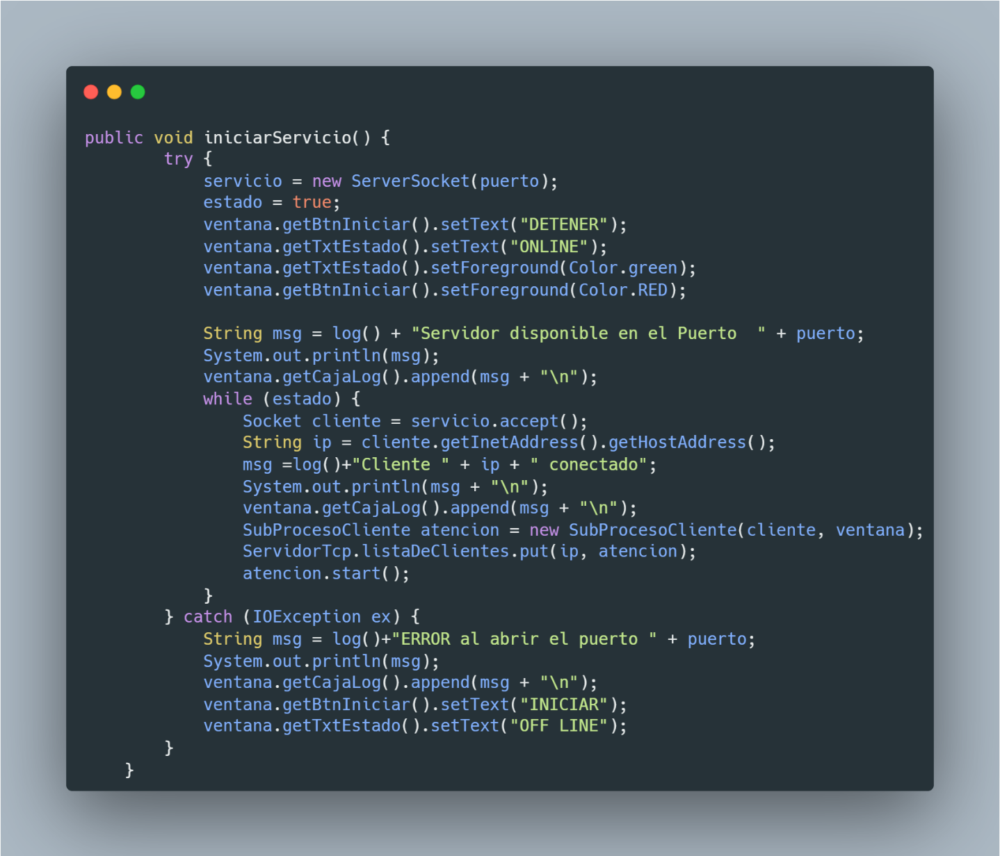 public void iniciarServicio() {
        try {
            servicio = new ServerSocket(puerto);
            estado = true;
            ventana.getBtnIniciar().setText("DETENER");
            ventana.getTxtEstado().setText("ONLINE");
            ventana.getTxtEstado().setForeground(Color.green);
            ventana.getBtnIniciar().setForeground(Color.RED);

            String msg = log() + "Servidor disponible en el Puerto  " + puerto;
            System.out.println(msg);
            ventana.getCajaLog().append(msg + "\n");
            while (estado) {
                Socket cliente = servicio.accept();
                String ip = cliente.getInetAddress().getHostAddress();
                msg =log()+"Cliente " + ip + " conectado";
                System.out.println(msg + "\n");
                ventana.getCajaLog().append(msg + "\n");
                SubProcesoCliente atencion = new SubProcesoCliente(cliente, ventana);
                ServidorTcp.listaDeClientes.put(ip, atencion);
                atencion.start();
            }
        } catch (IOException ex) {
            String msg = log()+"ERROR al abrir el puerto " + puerto;
            System.out.println(msg);
            ventana.getCajaLog().append(msg + "\n");
            ventana.getBtnIniciar().setText("INICIAR");
            ventana.getTxtEstado().setText("OFF LINE");
        }
    }